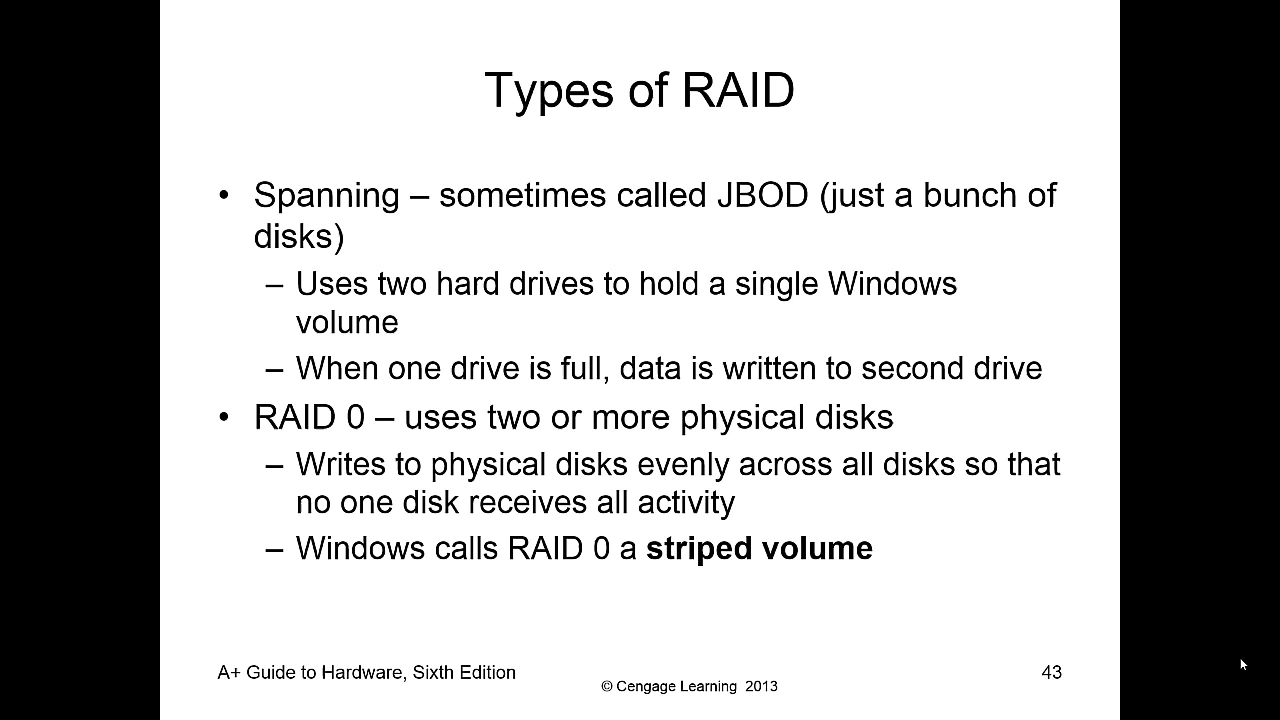 Types of RAID
• Spanning – sometimes called JBOD (just a bunch of
disks)
– Uses two hard drives to hold a single Windows
volume
– When one drive is full, data is written to second drive
• RAID 0 – uses two or more physical disks
– Writes to physical disks evenly across all disks so that
no one disk receives all activity
– Windows calls RAID 0 a striped volume
A+ Guide to Hardware, Sixth Edition
© Cengage Learning 2013
43